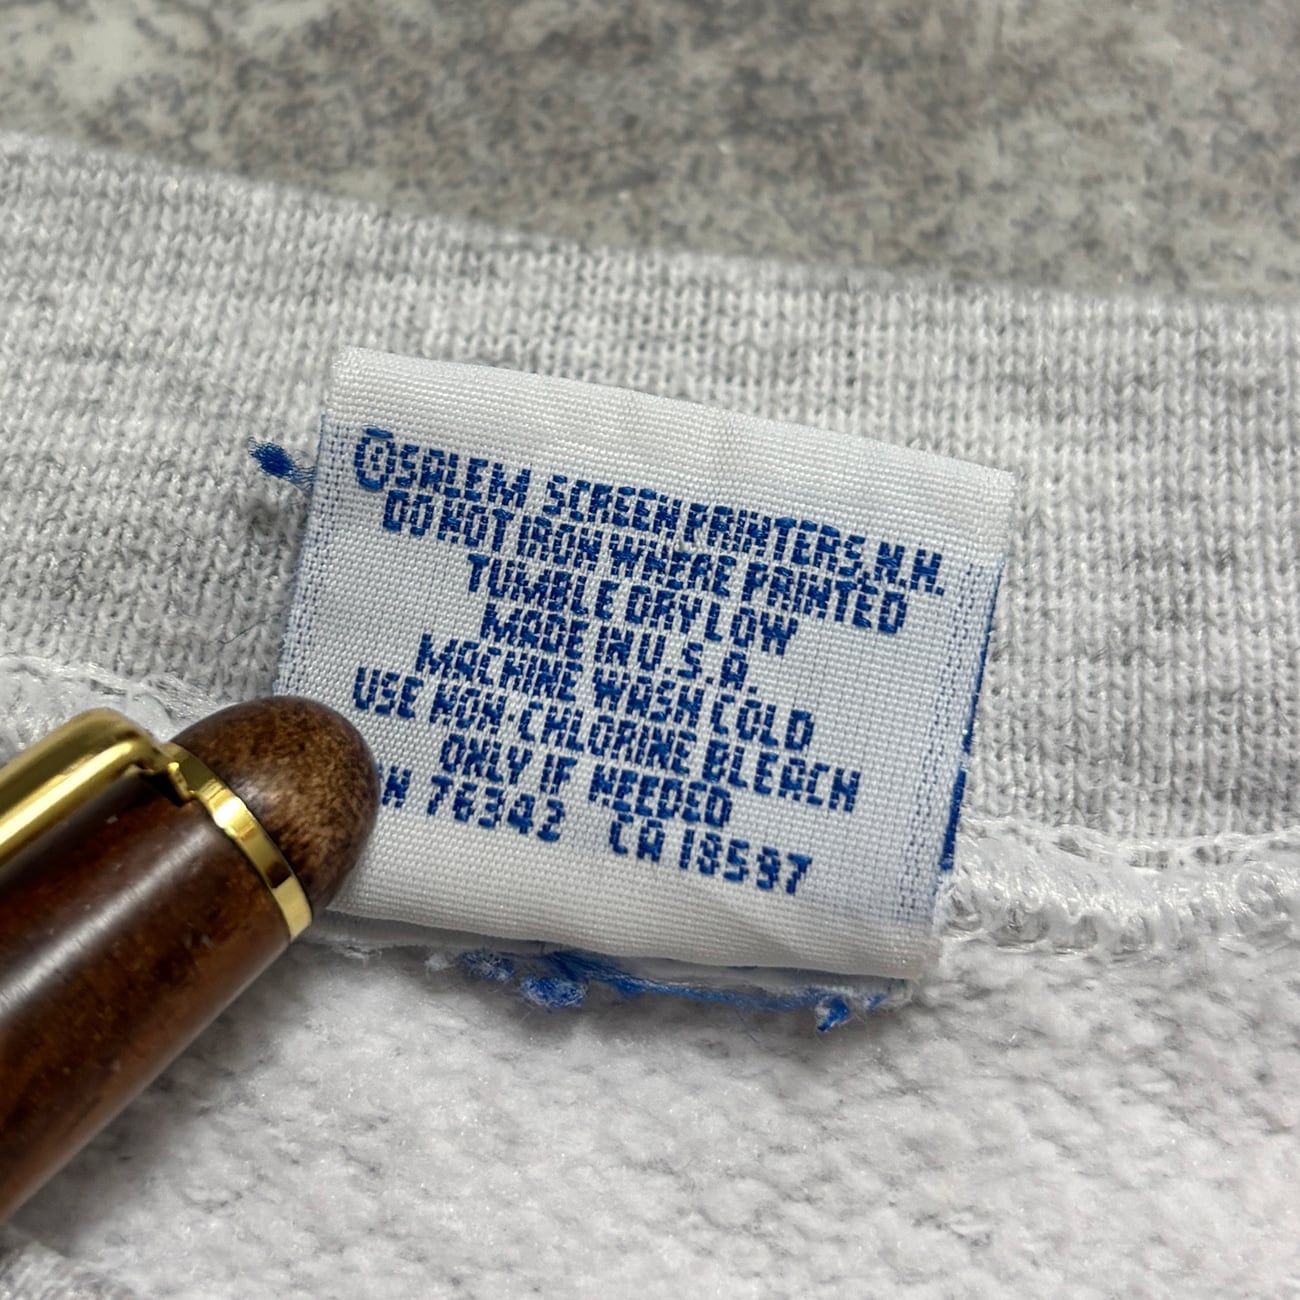 ©SALEM SCREEN PRINTERS, N.H.
DO NOT IRON WHERE PRINTED
TUMBLE DRY LOW
MADE IN U.S.A.
MACHINE WASH COLD
USE NON-CHLORINE BLEACH
ONLY IF NEEDED
N 76342 CA 18597